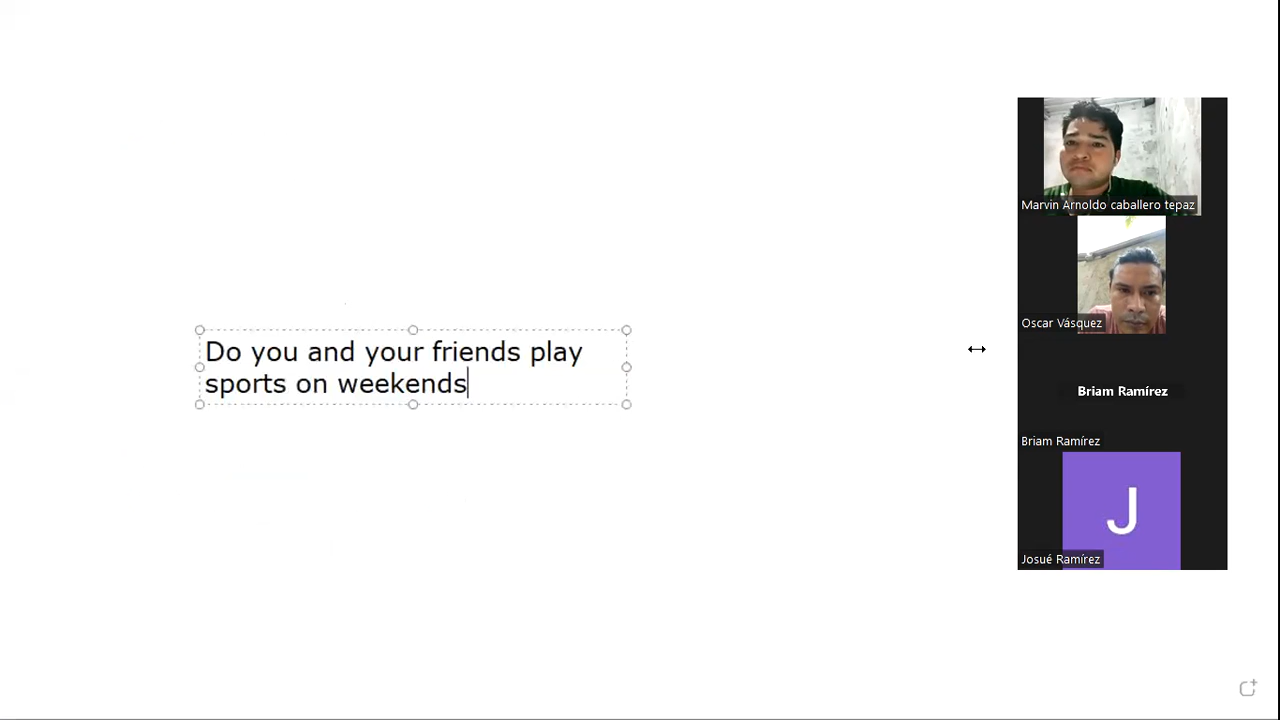 Do you and your friends play
sports on weekends
Marvin Arnoldo caballero tepaz
Oscar Vásquez
Briam Ramírez
Briam Ramírez
J
Josué Ramírez